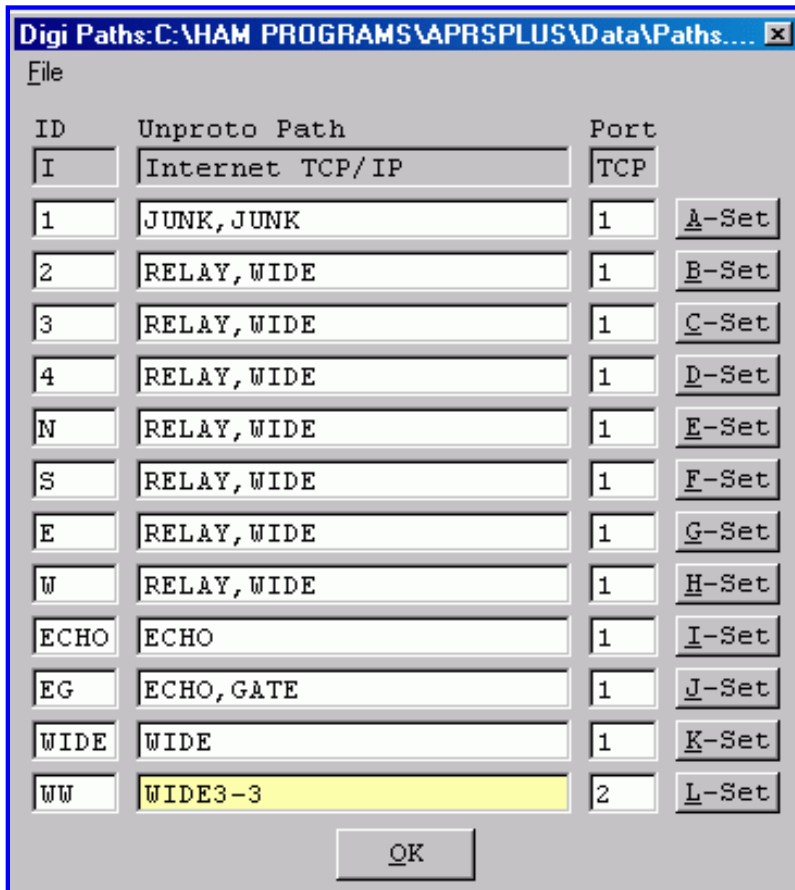 Digi Paths:C:\HAM PROGRAMS\APRSPLUS\Data\Paths....
File
ID Unproto Path Port
I Internet TCP/IP TCP
1 JUNK,JUNK 1 A-Set
2 RELAY,WIDE 1 B-Set
3 RELAY,WIDE 1 C-Set
4 RELAY,WIDE 1 D-Set
N RELAY,WIDE 1 E-Set
S RELAY,WIDE 1 F-Set
E RELAY,WIDE 1 G-Set
W RELAY,WIDE 1 H-Set
ECHO ECHO 1 I-Set
EG ECHO,GATE 1 J-Set
WIDE WIDE 1 K-Set
WW WIDE3-3 2 L-Set
OK